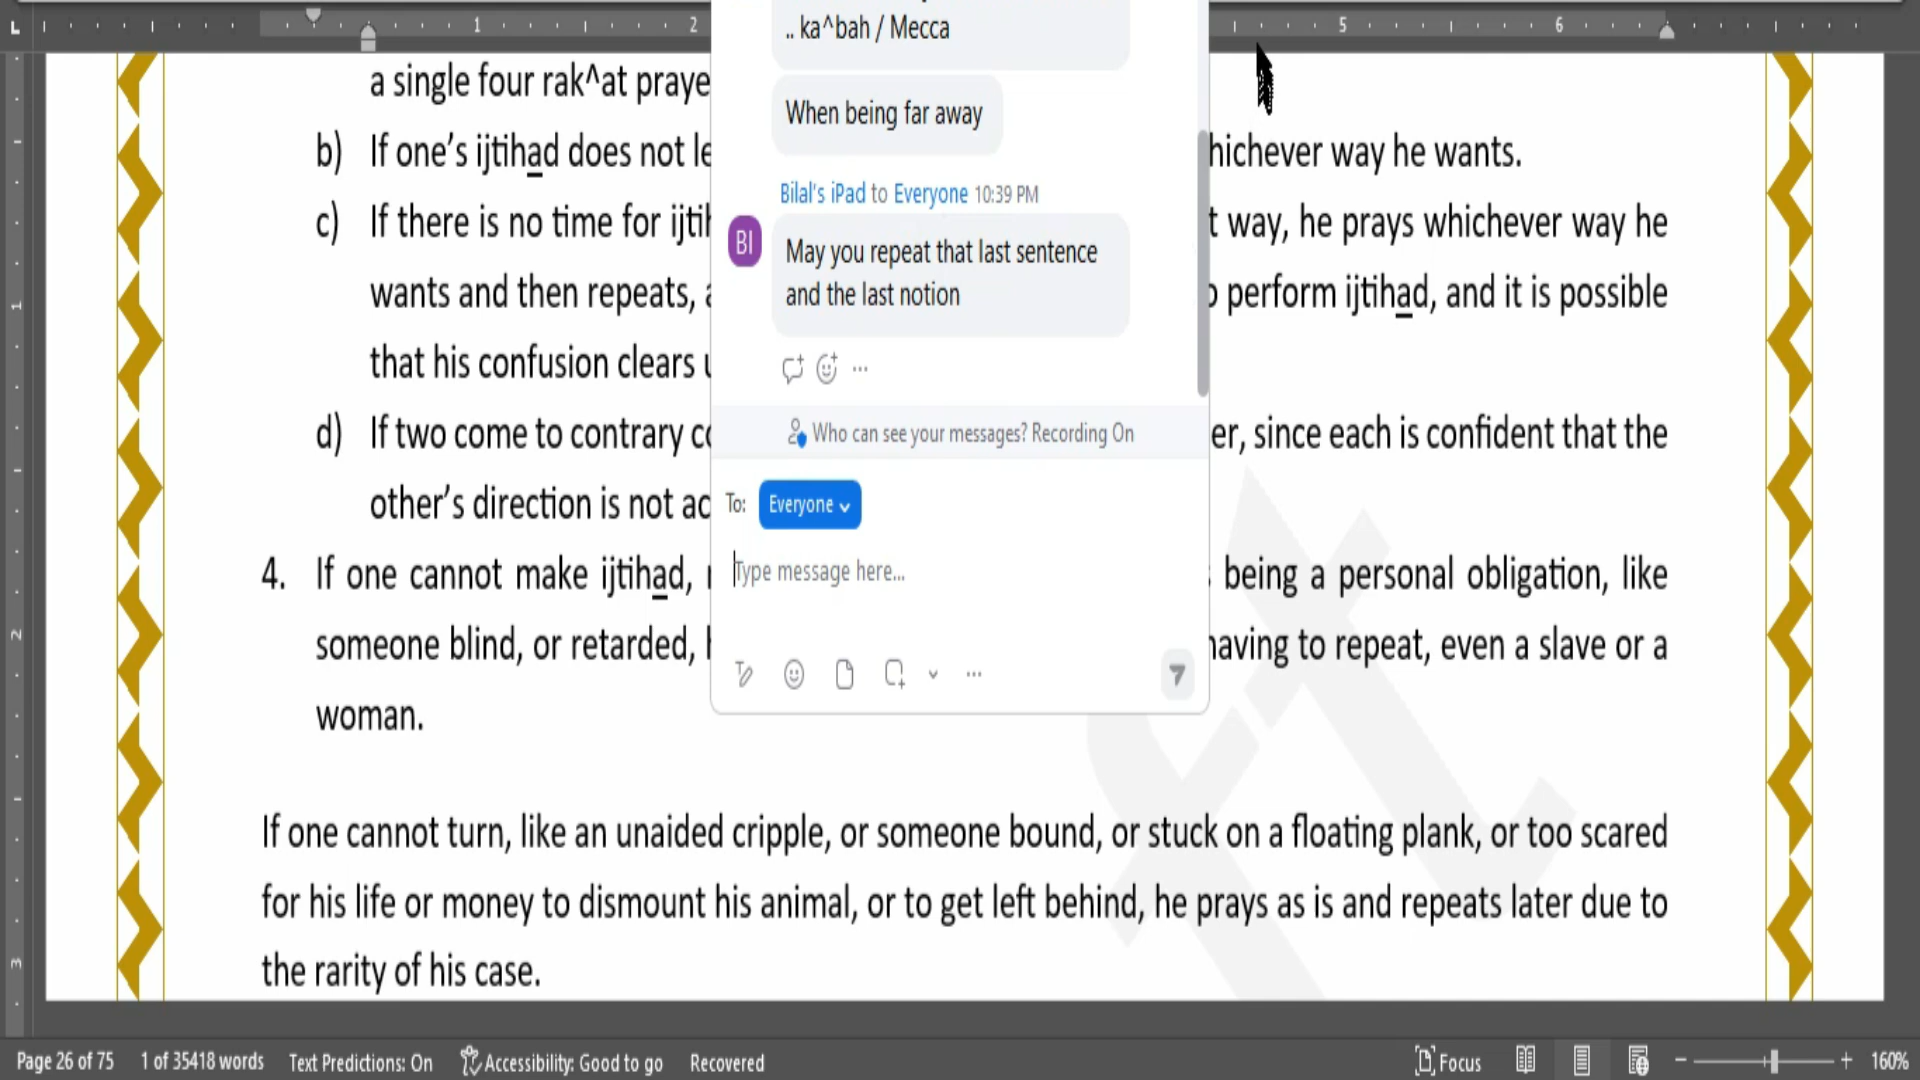 1 2 5 6
a single four rak^at praye
b) If one's ijtihad does not le hichever way he wants.
c) If there is no time for ijtih t way, he prays whichever way he
wants and then repeats, a o perform ijtihad, and it is possible
that his confusion clears u
d) If two come to contrary co er, since each is confident that the
other's direction is not ac
4. If one cannot make ijtihad, s being a personal obligation, like
someone blind, or retarded, h having to repeat, even a slave or a
woman.
If one cannot turn, like an unaided cripple, or someone bound, or stuck on a floating plank, or too scared
for his life or money to dismount his animal, or to get left behind, he prays as is and repeats later due to
the rarity of his case.
.. ka^bah / Mecca
When being far away
Bilal's iPad to Everyone 10:39 PM
BI
May you repeat that last sentence
and the last notion
Who can see your messages? Recording On
To: Everyone
Type message here...
1
2
3
ft
Page 26 of 75 1 of 35418 words Text Predictions: On Accessibility: Good to go Recovered Focus 160%